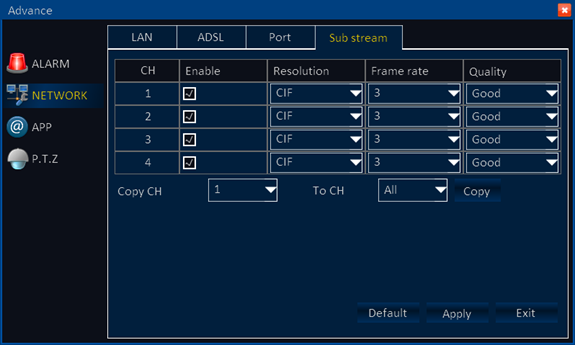 Advance
LAN ADSL Port Sub stream
ALARM
NETWORK
APP
P.T.Z
CH Enable Resolution Frame rate Quality
1 CIF 3 Good
2 CIF 3 Good
3 CIF 3 Good
4 CIF 3 Good
Copy CH 1 To CH All Copy
Default Apply Exit